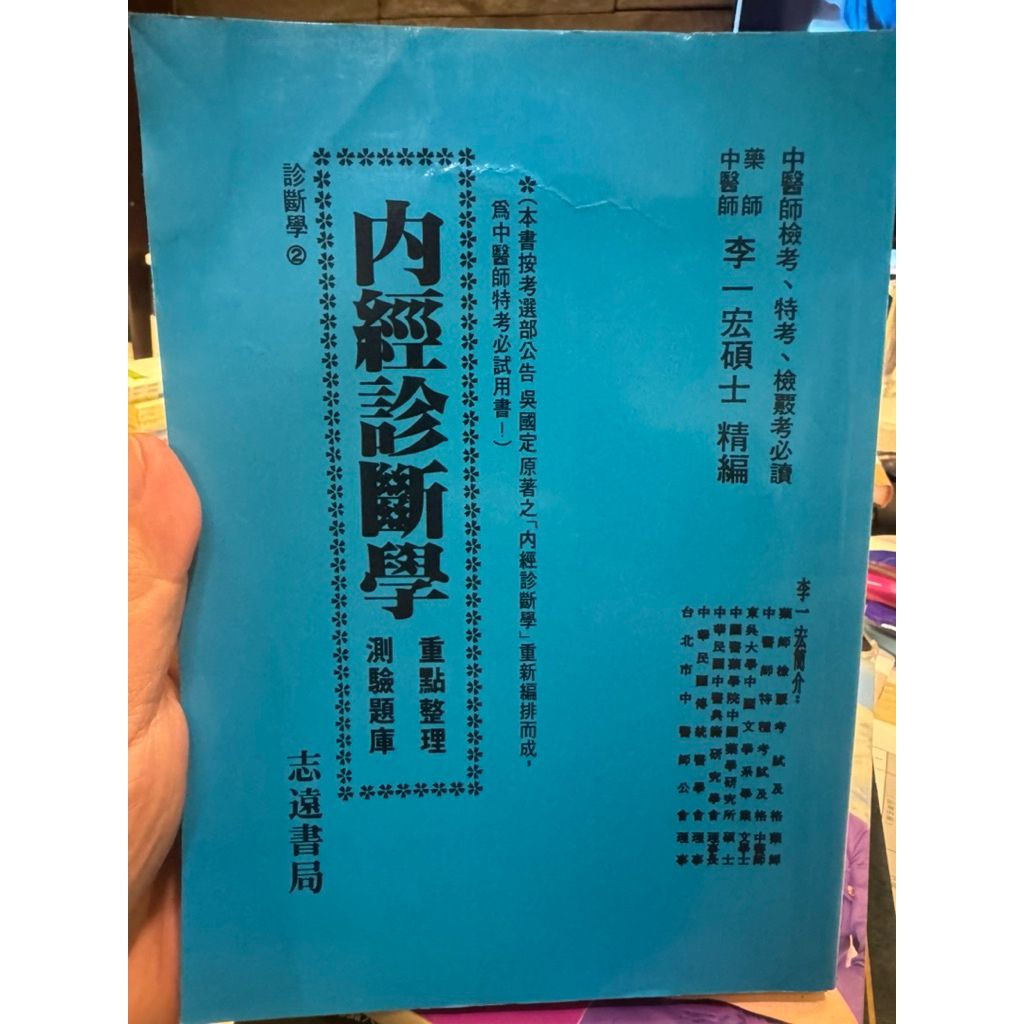 中醫師檢考、特考、檢覈考必讀
藥師
中醫師
李一宏碩士 精編
李一宏簡介：
藥師檢覈考試及格藥師
中醫師特種考試及格中醫師
東吳大學中國文學系學業文學士
中國醫藥學院中國藥學研究所碩士
中華民國中醫典籍研究學會理事長
中華民國傳統醫學會理事
台北市中醫師公會理事
✽(本書按考選部公告 吳國定 原著之「內經診斷學」重新編排而成，
爲中醫師特考必試用書！)
內經診斷學
重點整理
測驗題庫
診斷學②
志遠書局